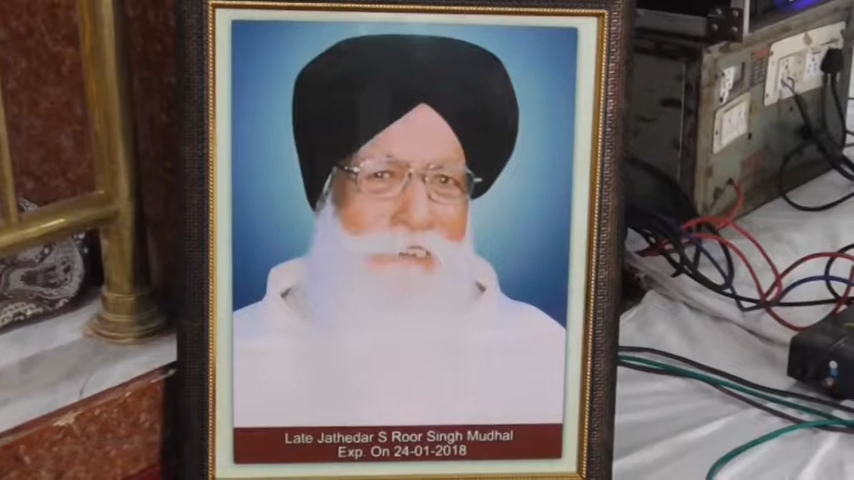 Late Jathedar S Roor Singh Mudhal
Exp. On 24-01-2018